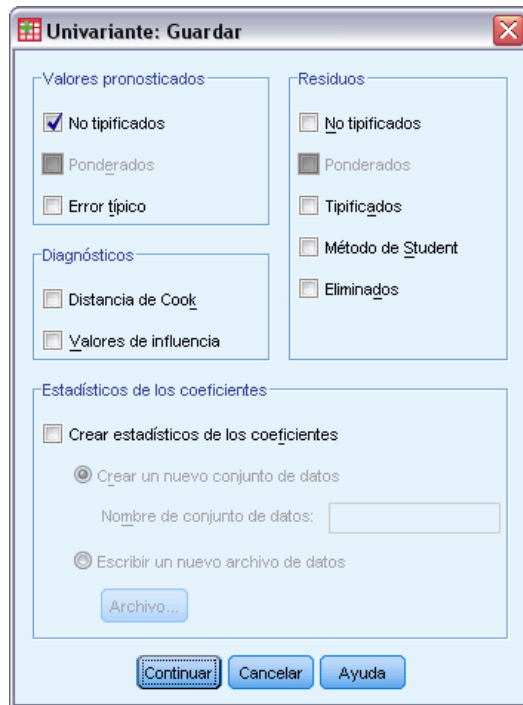 Univariante: Guardar
Valores pronosticados
No tipificados
Ponderados
Error típico
Diagnósticos
Distancia de Cook
Valores de influencia
Residuos
No tipificados
Ponderados
Tipificados
Método de Student
Eliminados
Estadísticos de los coeficientes
Crear estadísticos de los coeficientes
Crear un nuevo conjunto de datos
Nombre de conjunto de datos:
Escribir un nuevo archivo de datos
Archivo...
Continuar Cancelar Ayuda